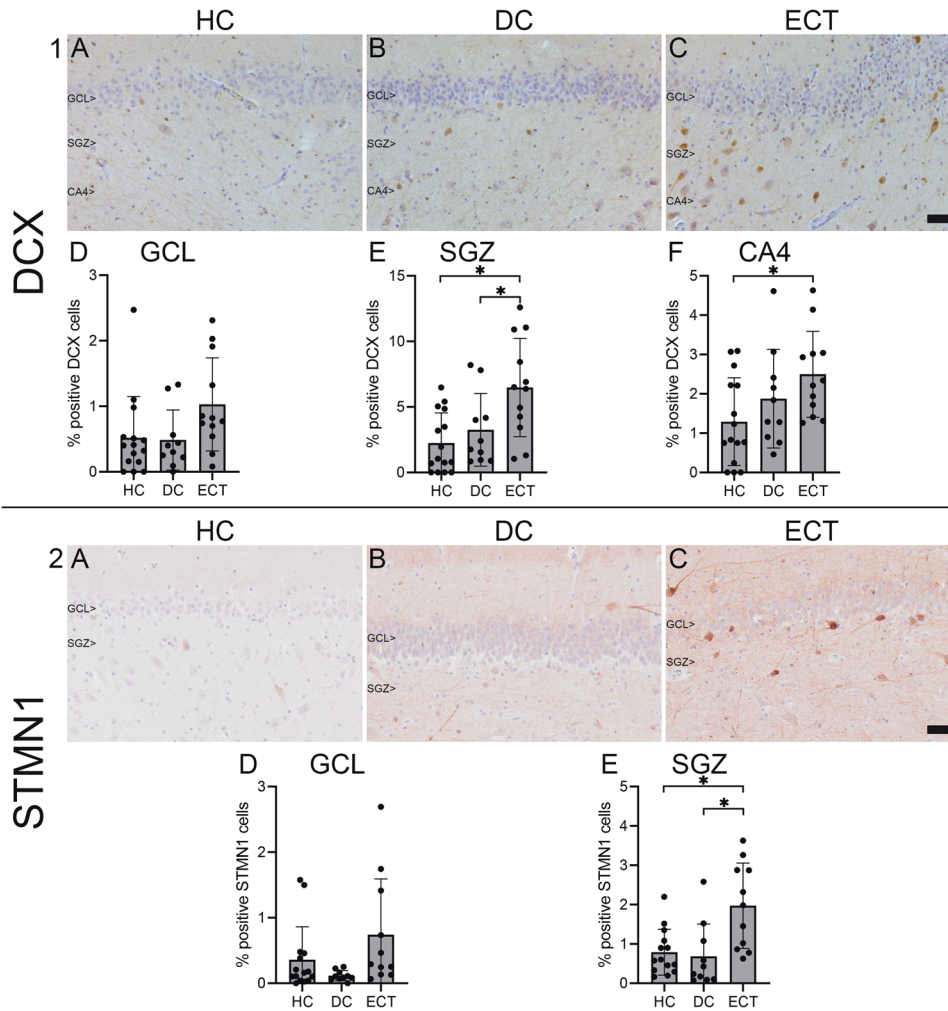 HC DC ECT
1 A B C
GCL> GCL> GCL>
SGZ> SGZ> SGZ>
CA4> CA4> CA4>
DCX
D GCL E SGZ F CA4
* * *
% positive DCX cells
3
2
1
0
HC DC ECT
% positive DCX cells
15
10
5
0
HC DC ECT
% positive DCX cells
5
4
3
2
1
0
HC DC ECT
HC DC ECT
2 A B C
GCL> GCL> GCL>
SGZ> SGZ> SGZ>
STMN1
D GCL E SGZ
* *
% positive STMN1 cells
3
2
1
0
HC DC ECT
% positive STMN1 cells
5
4
3
2
1
0
HC DC ECT